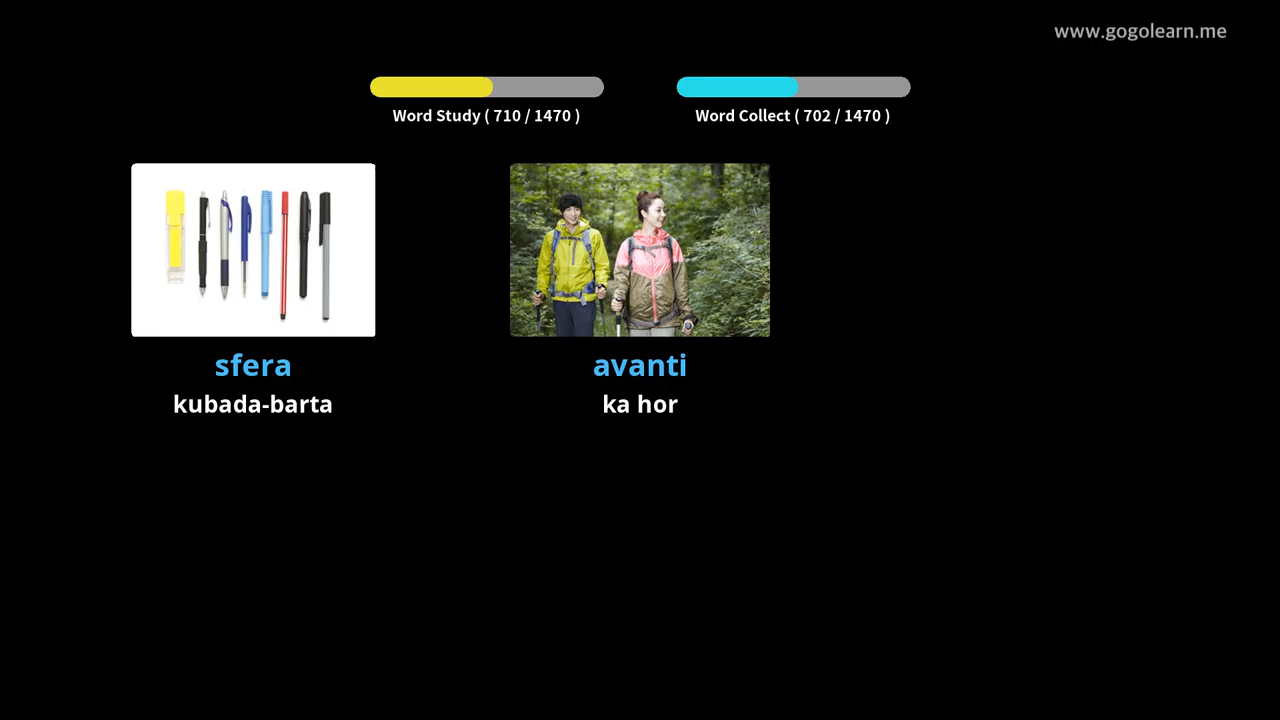 www.gogolearn.me
Word Study ( 710 / 1470 )
Word Collect ( 702 / 1470 )
sfera
kubada-barta
avanti
ka hor